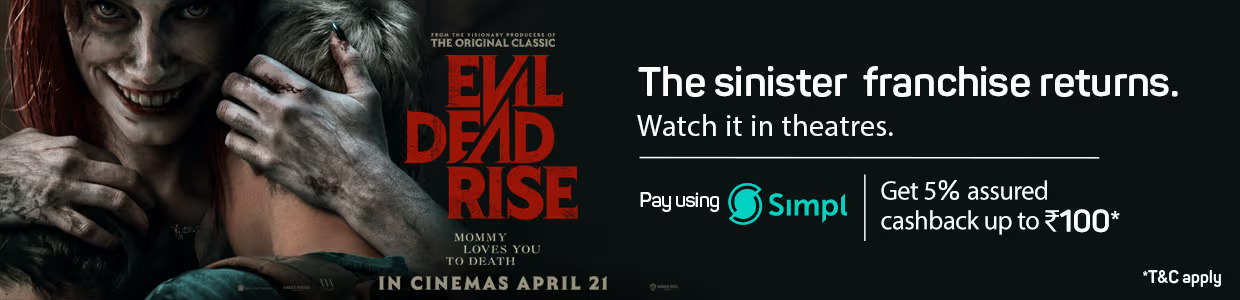 FROM THE VISIONARY PRODUCERS OF
THE ORIGINAL CLASSIC
EVIL
DEAD
RISE
MOMMY
LOVES YOU
TO DEATH
IN CINEMAS APRIL 21
The sinister franchise returns.
Watch it in theatres.
Pay using Simpl
Get 5% assured
cashback up to ₹100*
*T&C apply